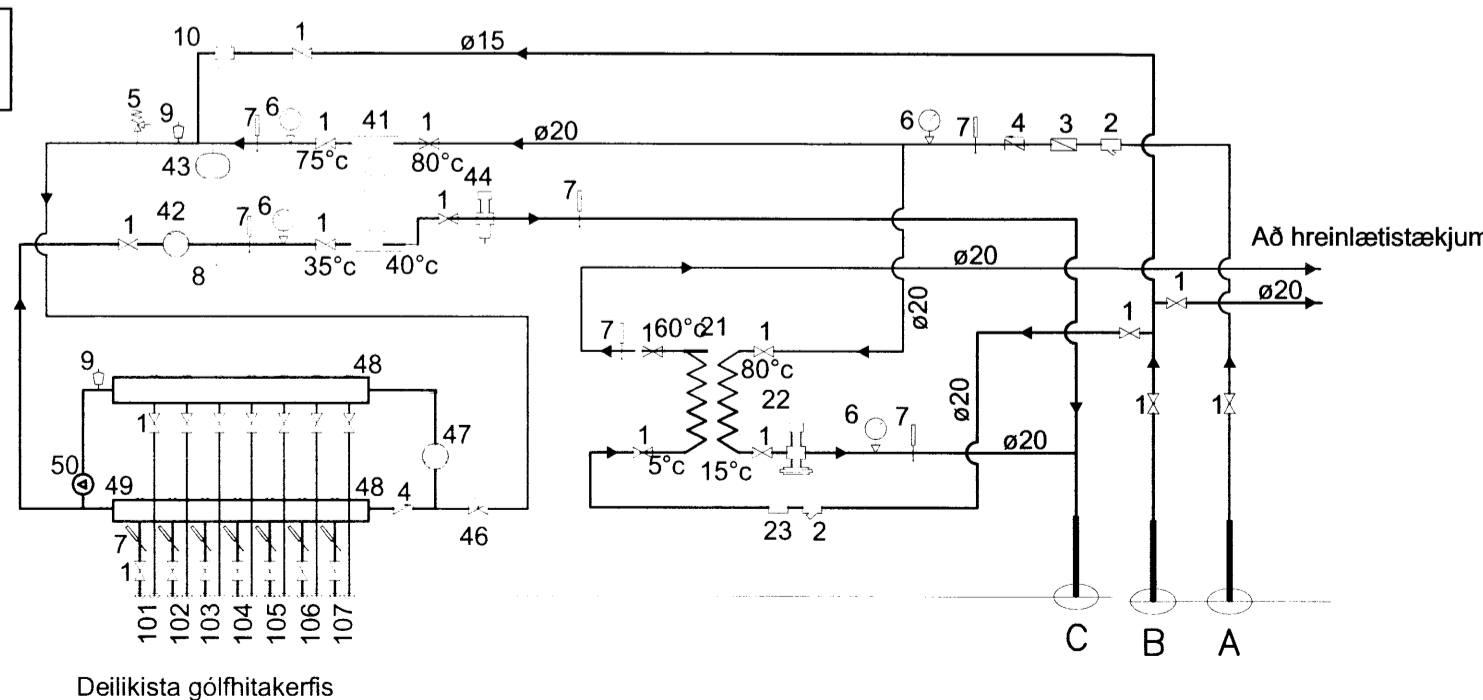 10 1 ø15
5 9 7 6 1 41 1 ø20 6 7 4 3 2
43 75°c 80°c
44
1 42 7 6 1 1 7
8 35°c 40°c
Að hreinlætistækjum
ø20
1 ø20
ø20 1
7 1 60°c 21 1
80°c
9 48
22
ø20
1 1 1
1 6 7
47
5°c 15°c ø20
50 49 48 4
46
23 2
7
1
101 102 103 104 105 106 107
C B A
Deilikista gólfhitakerfis